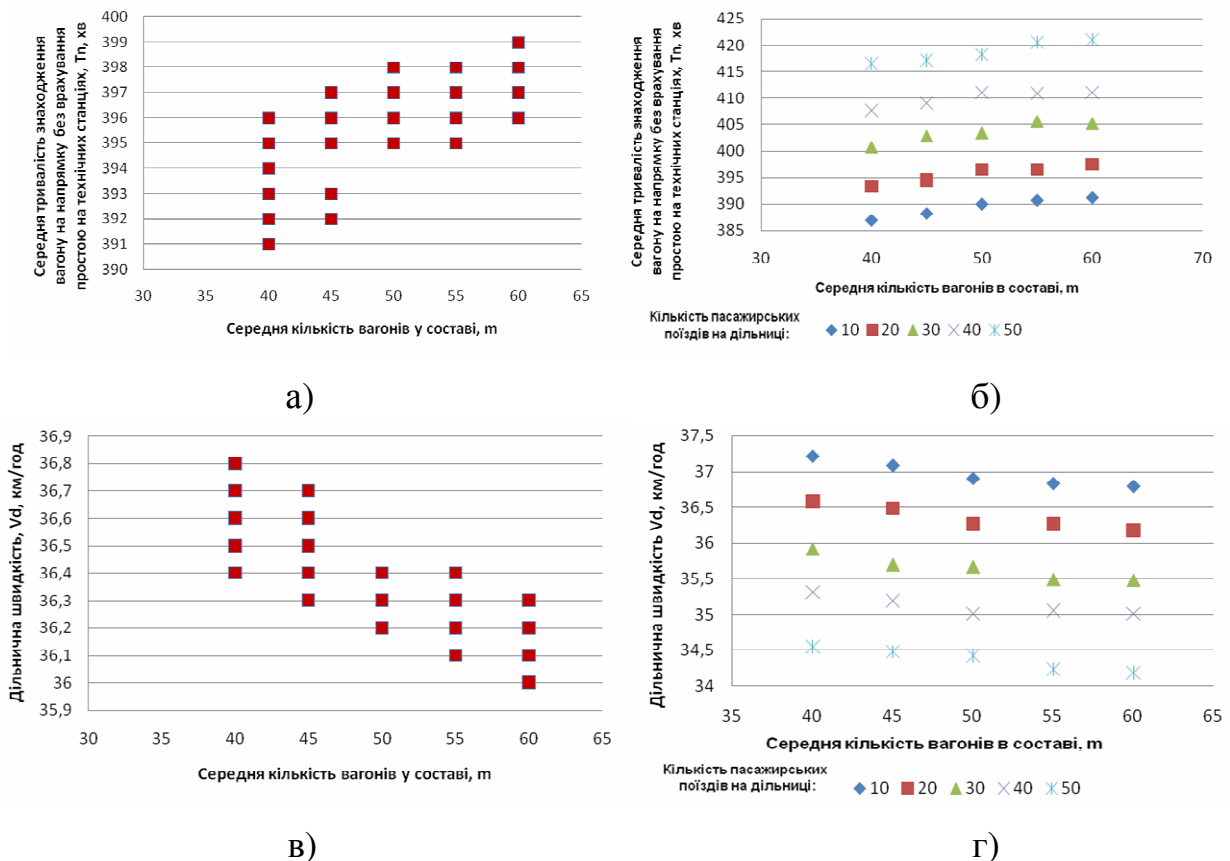 Середня тривалість знаходження
вагону на напрямку без врахування
простою на технічних станціях, Tn, хв
400
399
398
397
396
395
394
393
392
391
390
30 35 40 45 50 55 60 65
Середня кількість вагонів у составі, m
а)
Середня тривалість знаходження
вагону на напрямку без врахування
простою на технічних станціях, Tn, хв
425
420
415
410
405
400
395
390
385
30 40 50 60 70
Середня кількість вагонів в составі, m
Кількість пасажирських
поїздів на дільниці:
10 20 30 40 50
б)
Дільнична швидкість, Vd, км/год
36,9
36,8
36,7
36,6
36,5
36,4
36,3
36,2
36,1
36
35,9
30 35 40 45 50 55 60 65
Середня кількість вагонів у составі, m
в)
Дільнична швидкість Vd, км/год
37,5
37
36,5
36
35,5
35
34,5
34
35 40 45 50 55 60 65
Середня кількість вагонів в составі, m
Кількість пасажирських
поїздів на дільниці:
10 20 30 40 50
г)